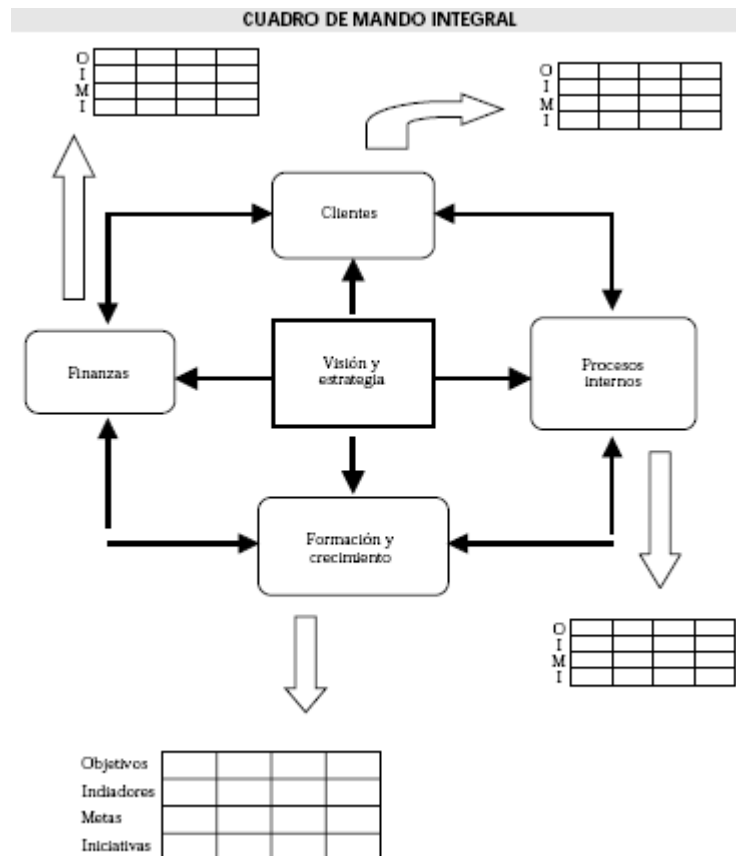 CUADRO DE MANDO INTEGRAL
O
I
M
I
O
I
M
I
Clientes
Finanzas
Visión y
estrategia
Procesos
internos
Formación y
crecimiento
O
I
M
I
Objetivos
Indiadores
Metas
Iniciativas